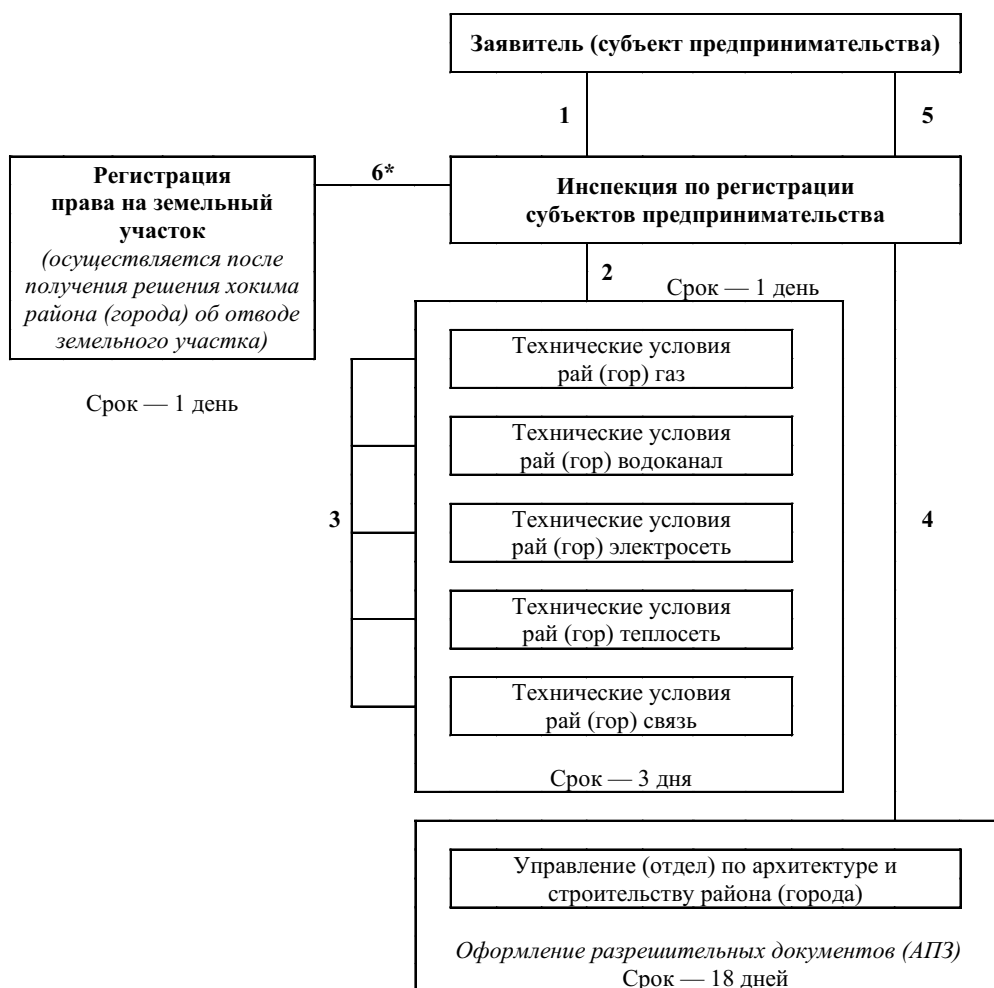 Заявитель (субъект предпринимательства)
1
5
Регистрация
права на земельный
участок
(осуществляется после
получения решения хокима
района (города) об отводе
земельного участка)
6*
Инспекция по регистрации
субъектов предпринимательства
2
Срок — 1 день
Срок — 1 день
Технические условия
рай (гор) газ
Технические условия
рай (гор) водоканал
3
Технические условия
рай (гор) электросеть
4
Технические условия
рай (гор) теплосеть
Технические условия
рай (гор) связь
Срок — 3 дня
Управление (отдел) по архитектуре и
строительству района (города)
Оформление разрешительных документов (АПЗ)
Срок — 18 дней